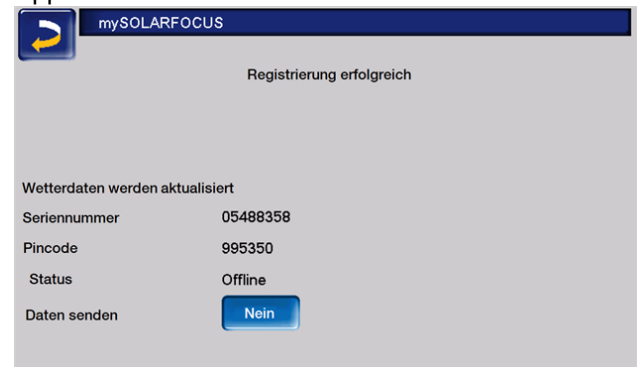 mySOLARFOCUS
Registrierung erfolgreich
Wetterdaten werden aktualisiert
Seriennummer 05488358
Pincode 995350
Status Offline
Daten senden Nein